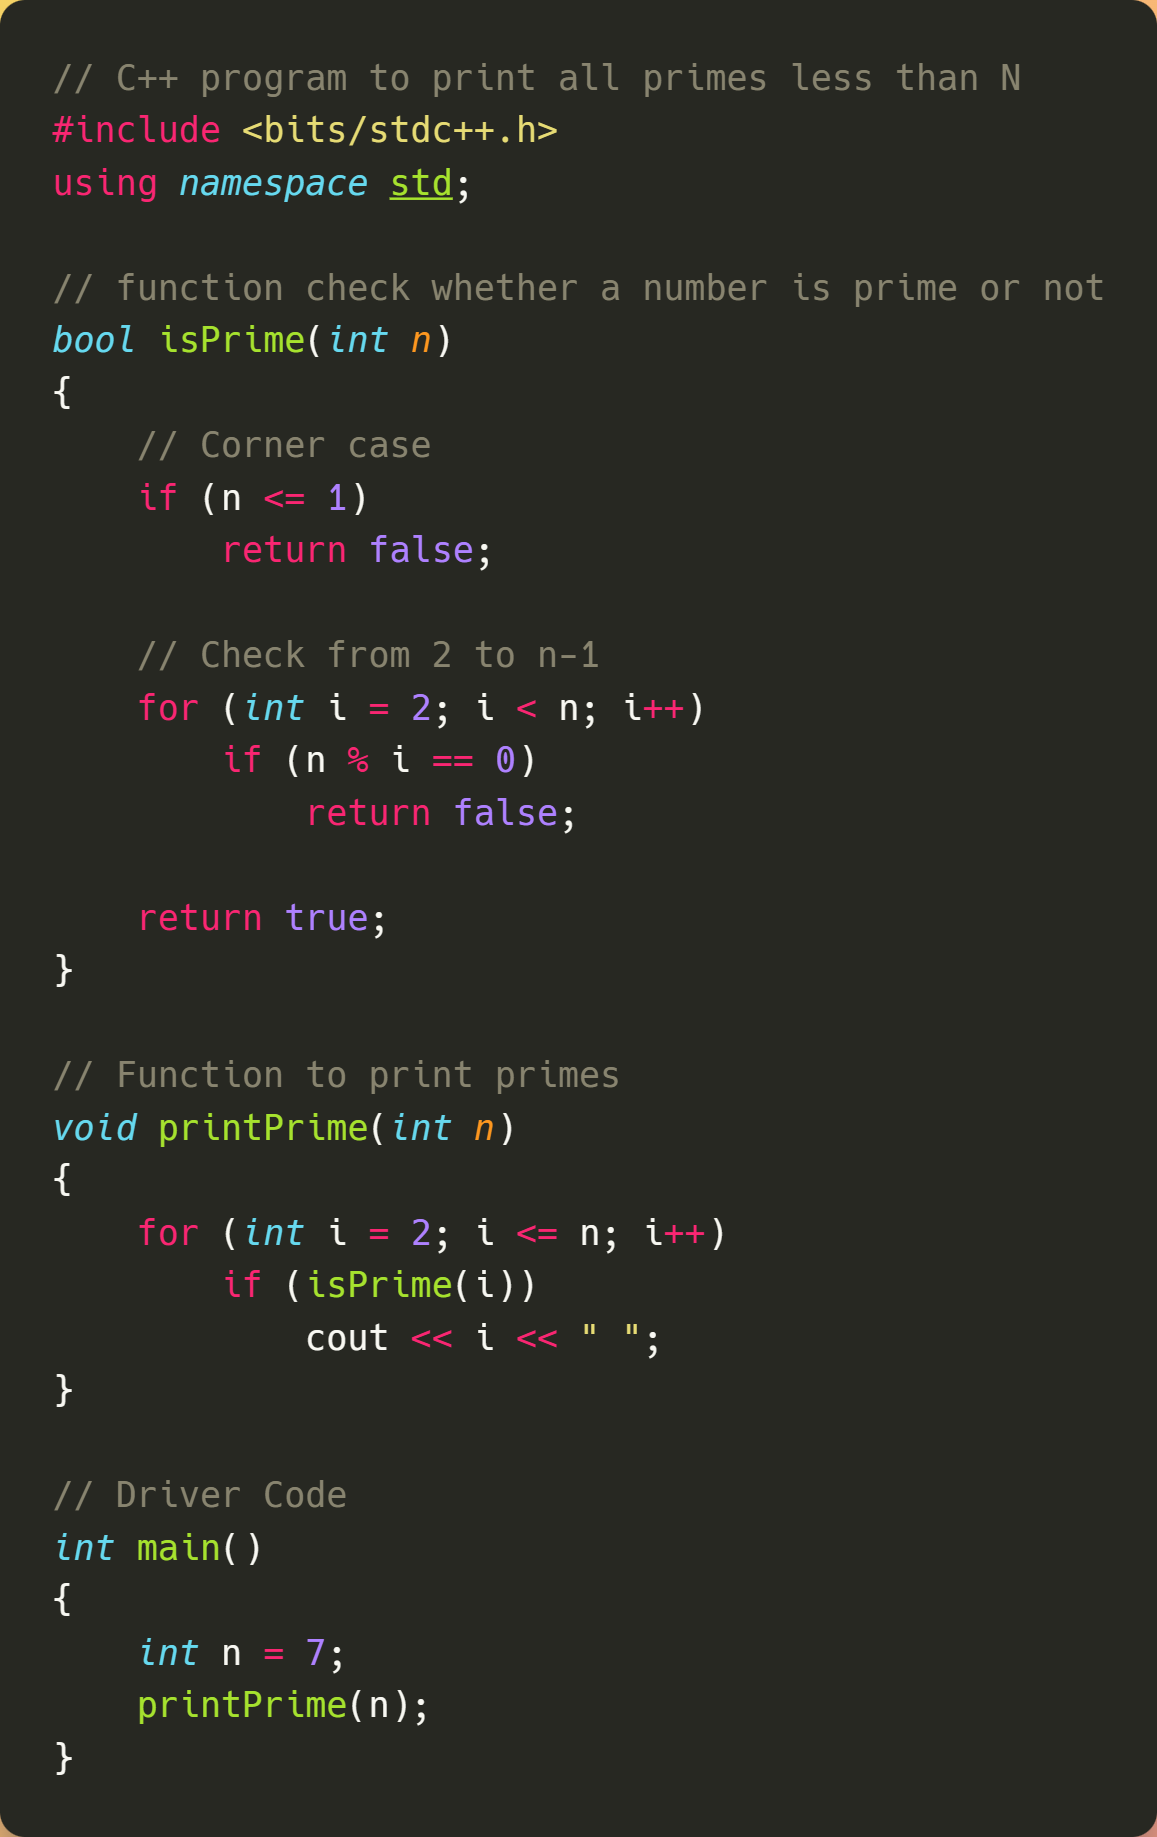 // C++ program to print all primes less than N
#include <bits/stdc++.h>
using namespace std;

// function check whether a number is prime or not
bool isPrime(int n)
{
    // Corner case
    if (n <= 1)
        return false;

    // Check from 2 to n-1
    for (int i = 2; i < n; i++)
        if (n % i == 0)
            return false;

    return true;
}

// Function to print primes
void printPrime(int n)
{
    for (int i = 2; i <= n; i++)
        if (isPrime(i))
            cout << i << " ";
}

// Driver Code
int main()
{
    int n = 7;
    printPrime(n);
}